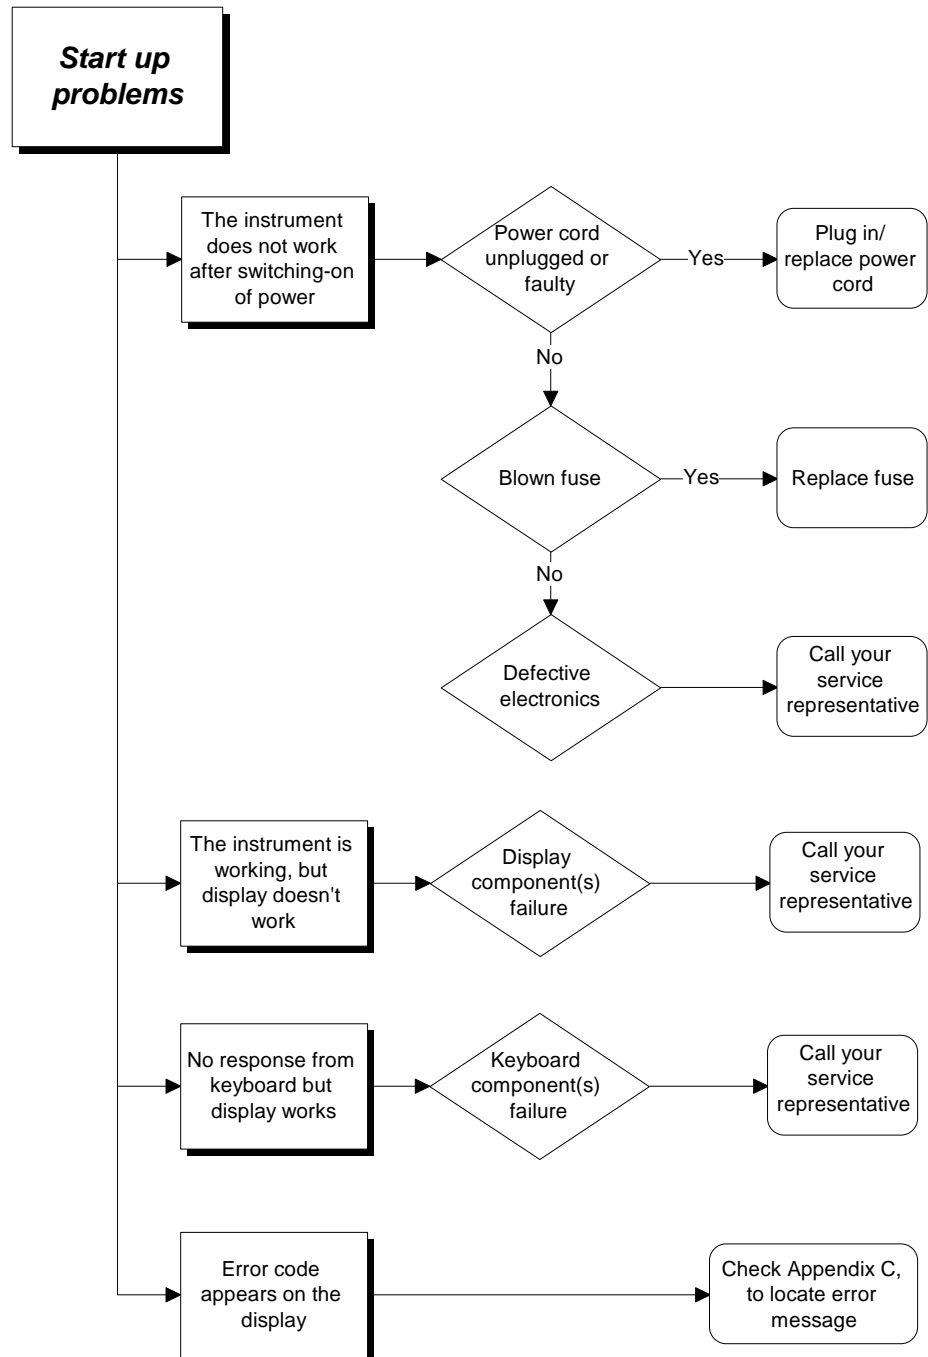 Start up
problems
The instrument
does not work
after switching-on
of power
Power cord
unplugged or
faulty
Yes
Plug in/
replace power
cord
No
Blown fuse
Yes
Replace fuse
No
Defective
electronics
Call your
service
representative
The instrument is
working, but
display doesn't
work
Display
component(s)
failure
Call your
service
representative
No response from
keyboard but
display works
Keyboard
component(s)
failure
Call your
service
representative
Error code
appears on the
display
Check Appendix C,
to locate error
message